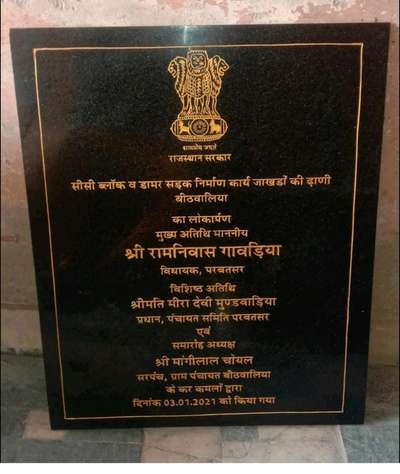 सत्यमेव जयते
राजस्थान सरकार
सीसी ब्लॉक व डामर सड़क निर्माण कार्य जाखडों की ढ़ाणी
बीठवालिया
का लोकार्पण
मुख्य अतिथि माननीय
श्री रामनिवास गावड़िया
विधायक, परबतसर
विशिष्ठ अतिथि
श्रीमति मीरा देवी मुण्डवाड़िया
प्रधान, पंचायत समिति परबतसर
एवं
समारोह अध्यक्ष
श्री मांगीलाल चोयल
सरपंच, ग्राम पंचायत बीठवालिया
के कर कमलों द्वारा
दिनांक 03.01.2021 को किया गया